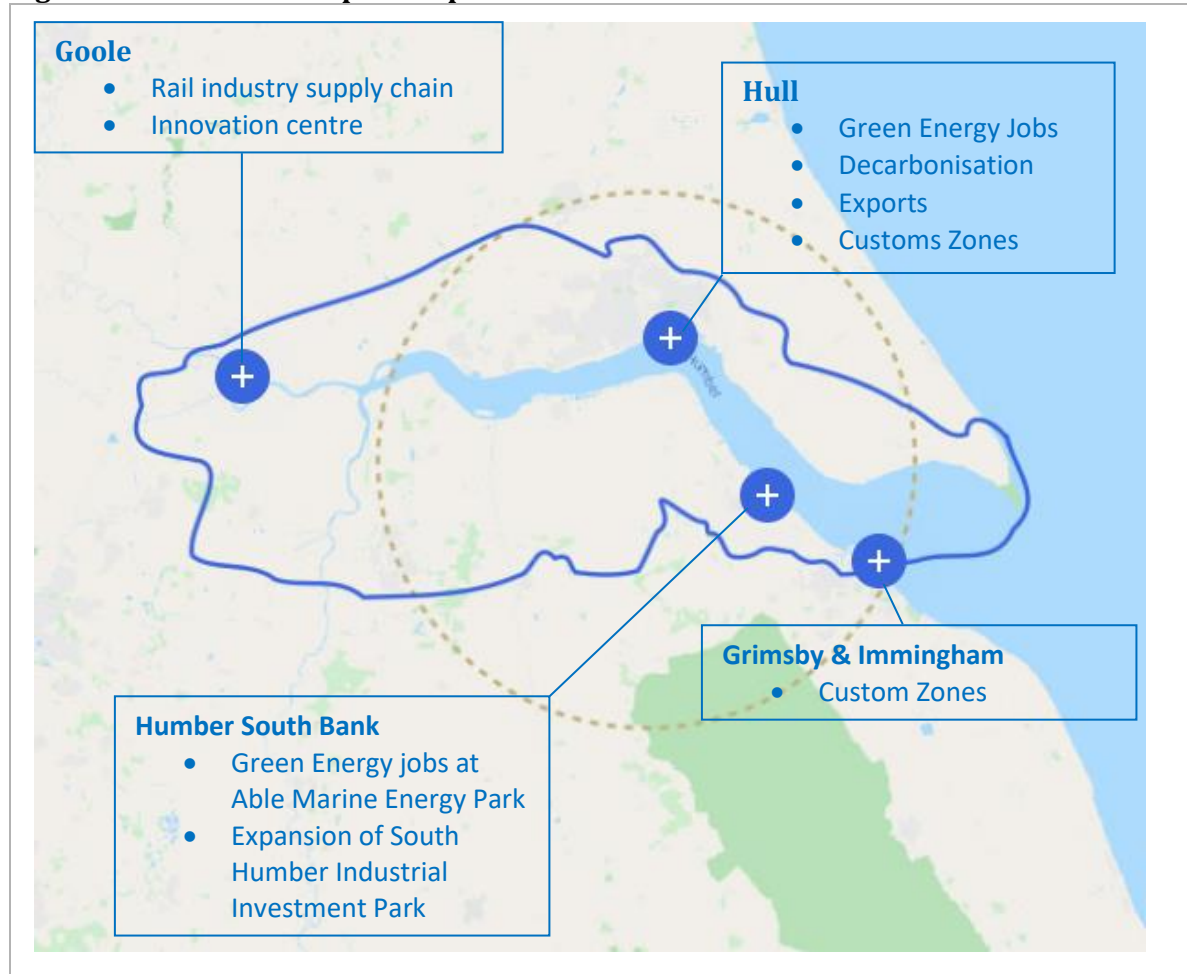 Goole
• Rail industry supply chain
• Innovation centre
Hull
• Green Energy Jobs
• Decarbonisation
• Exports
• Customs Zones
Humber
Grimsby & Immingham
• Custom Zones
Humber South Bank
• Green Energy jobs at
Able Marine Energy Park
• Expansion of South
Humber Industrial
Investment Park